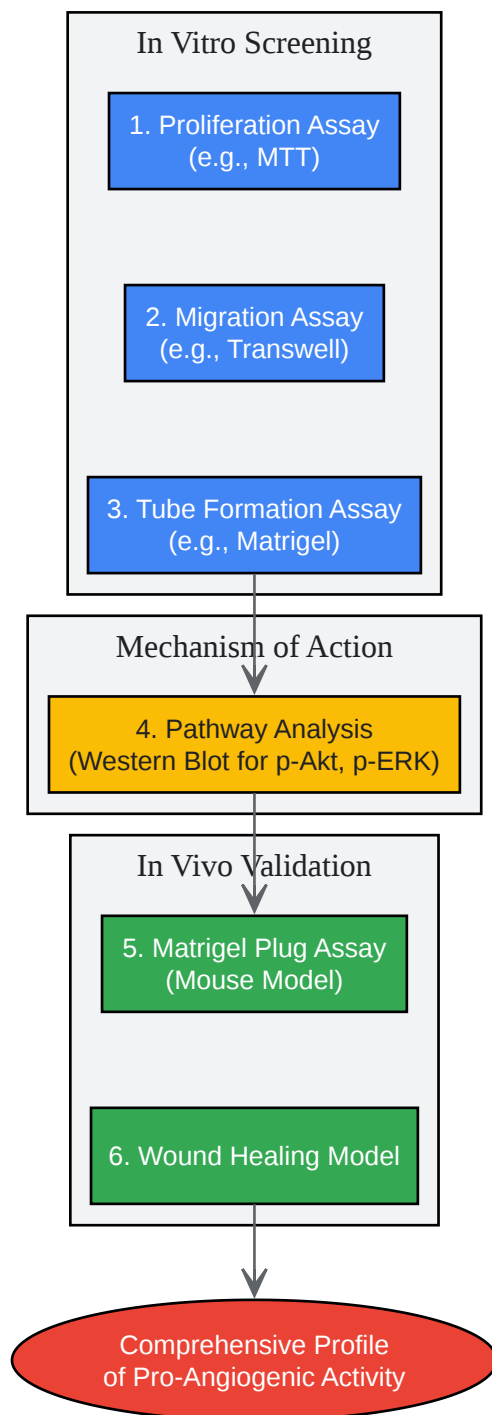 In Vitro Screening
1. Proliferation Assay
(e.g., MTT)
2. Migration Assay
(e.g., Transwell)
3. Tube Formation Assay
(e.g., Matrigel)
Mechanism of Action
4. Pathway Analysis
(Western Blot for p-Akt, p-ERK)
In Vivo Validation
5. Matrigel Plug Assay
(Mouse Model)
6. Wound Healing Model
Comprehensive Profile
of Pro-Angiogenic Activity